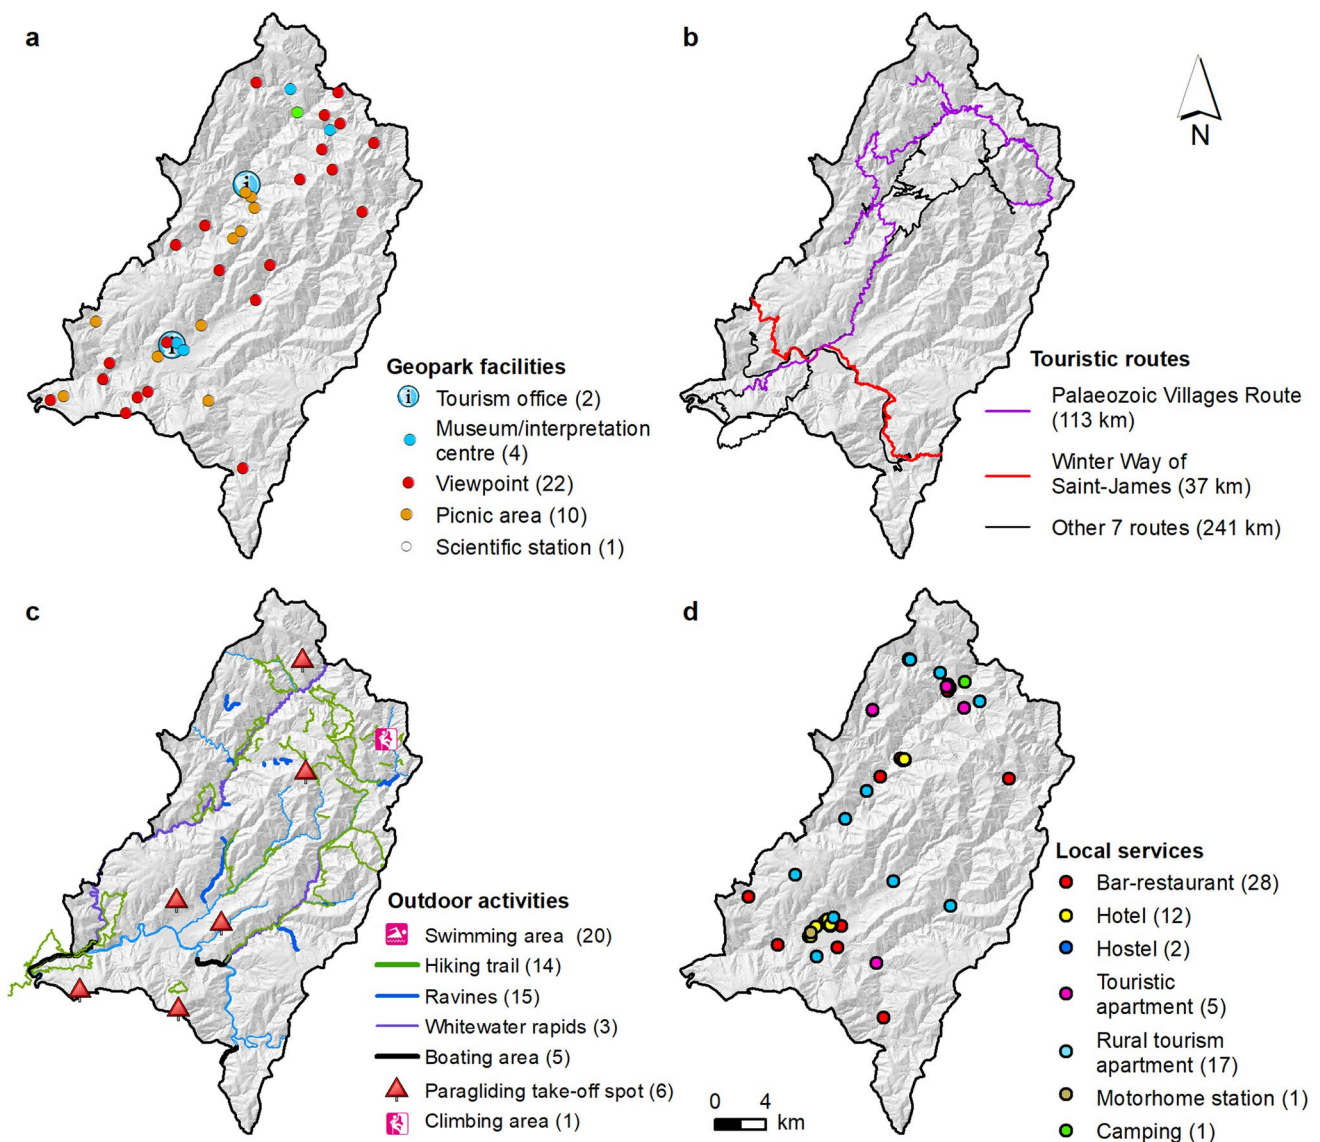 a
b
N
Geopark facilities
i Tourism office (2)
Museum/interpretation
centre (4)
Viewpoint (22)
Picnic area (10)
Scientific station (1)
i
i
Touristic routes
Palaeozoic Villages Route
(113 km)
Winter Way of
Saint-James (37 km)
Other 7 routes (241 km)
c
d
Outdoor activities
Swimming area (20)
Hiking trail (14)
Ravines (15)
Whitewater rapids (3)
Boating area (5)
Paragliding take-off spot (6)
Climbing area (1)
Local services
Bar-restaurant (28)
Hotel (12)
Hostel (2)
Touristic
apartment (5)
Rural tourism
apartment (17)
Motorhome station (1)
Camping (1)
0 4
km